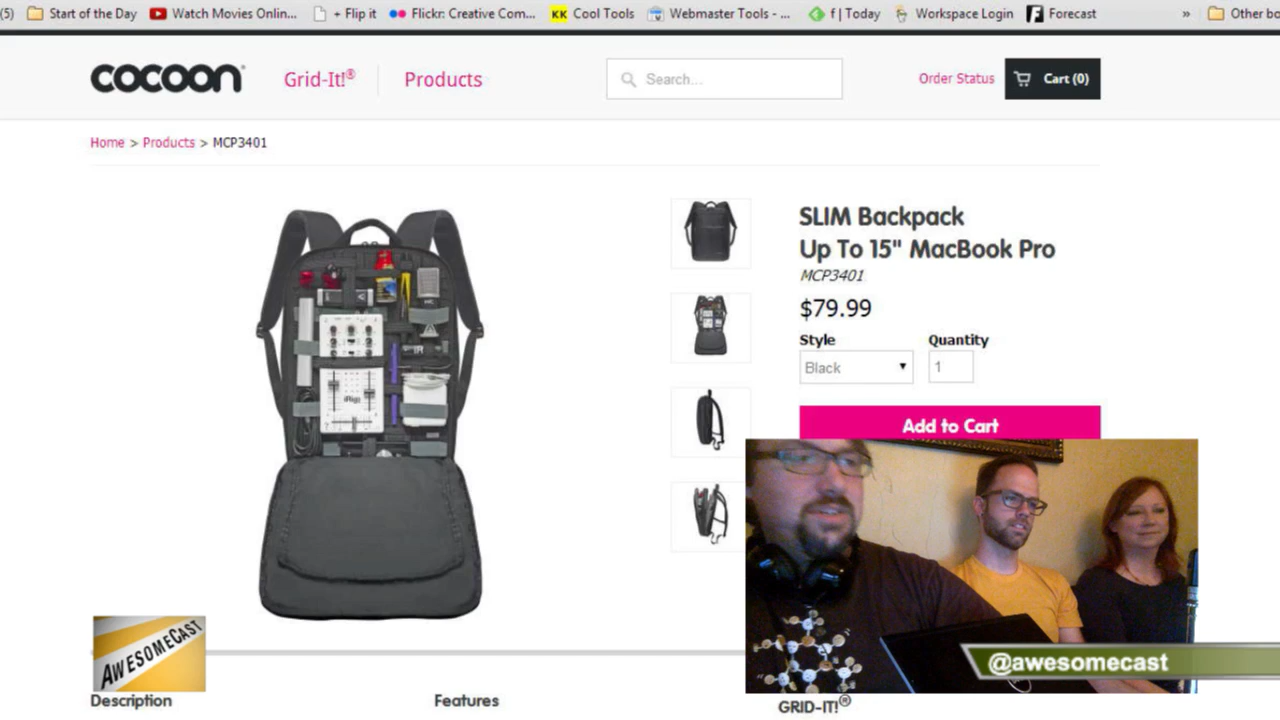 (5) Start of the Day Watch Movies Onlin... + Flip it Flickr: Creative Com... KK Cool Tools Webmaster Tools - ... f | Today Workspace Login Forecast » Other bo
cocoon® Grid-It!® Products Search... Order Status Cart (0)
Home > Products > MCP3401
SLIM Backpack
Up To 15" MacBook Pro
MCP3401
$79.99
Style Quantity
Black 1
Add to Cart
iRig
AWESOMECAST
@awesomecast
Description Features GRID-IT!®